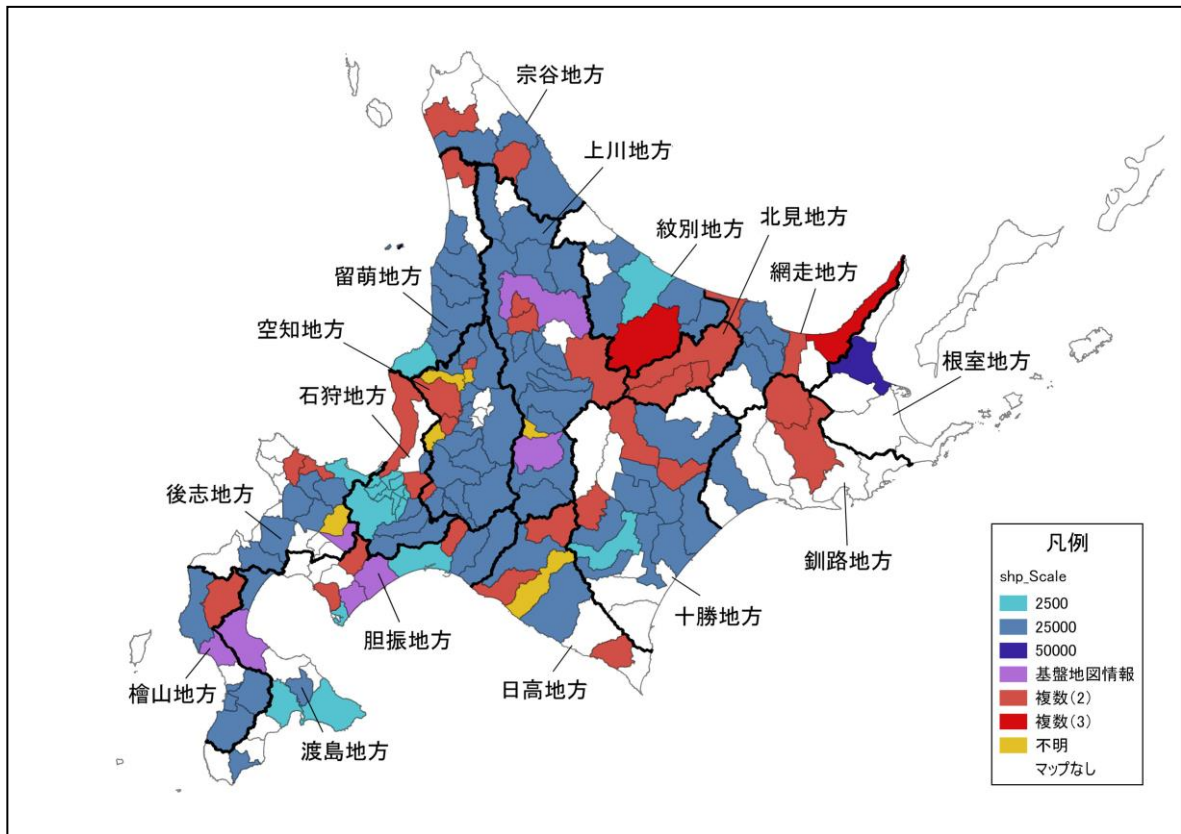 宗谷地方
上川地方
北見地方
紋別地方
網走地方
留萌地方
空知地方
石狩地方
根室地方
後志地方
釧路地方
十勝地方
胆振地方
日高地方
檜山地方
渡島地方
凡例
shp_Scale
2500
25000
50000
基盤地図情報
複数(2)
複数(3)
不明
マップなし